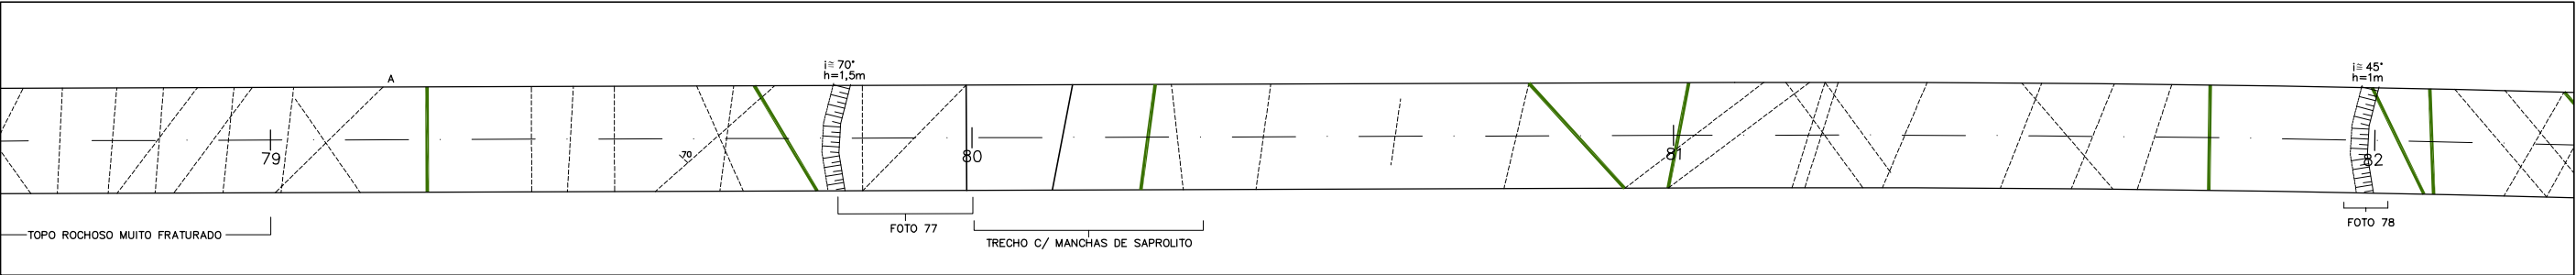 A
i≅70°
h=1,5m
i≅45°
h=1m
70
79
80
81
82
TOPO ROCHOSO MUITO FRATURADO
FOTO 77
TRECHO C/ MANCHAS DE SAPROLITO
FOTO 78